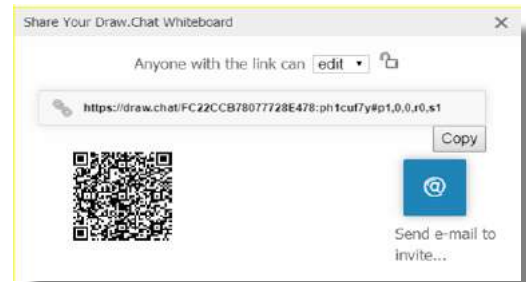 Share Your Draw.Chat Whiteboard
Anyone with the link can edit
https://draw.chat/FC22CCB78077728E478:ph1cuf7y#p1,0,0,r0,s1
Copy
@
Send e-mail to
invite...